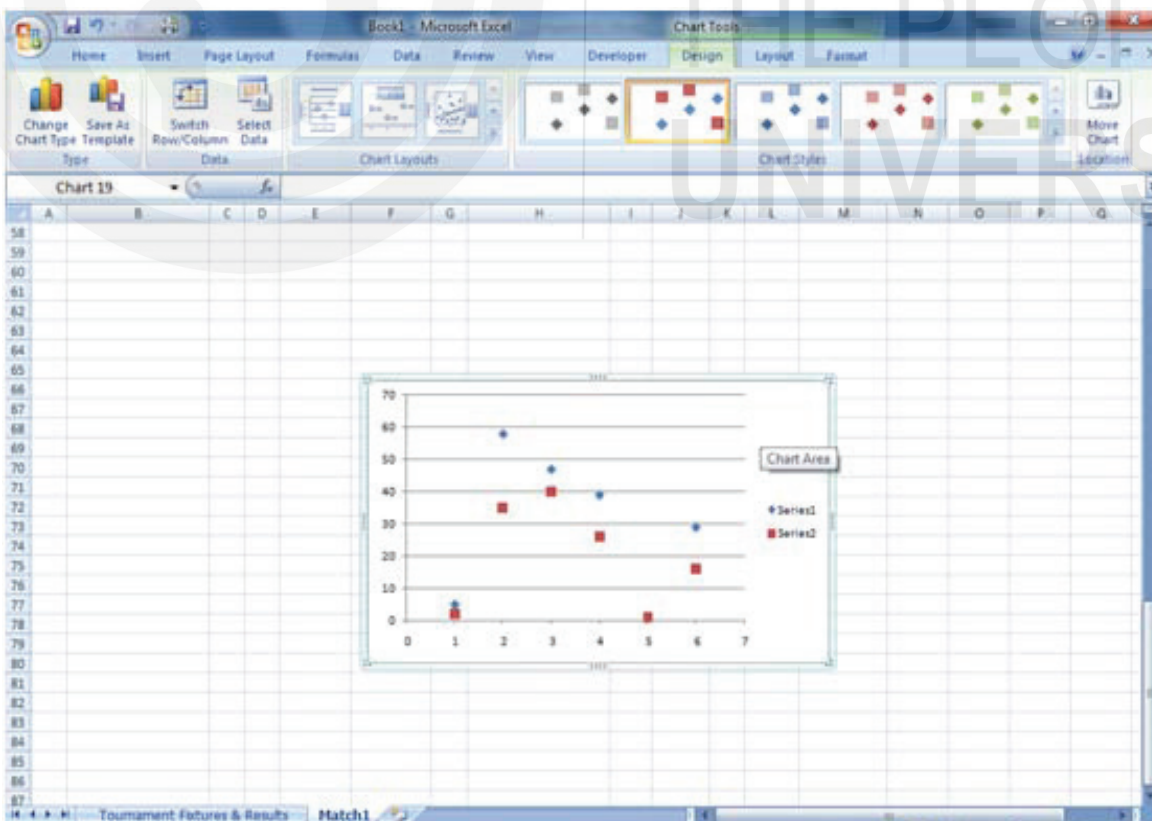 THE PEOP
Book1 - Microsoft Excel
Chart Tools
Home Insert Page Layout Formulas Data Review View Developer Design Layout Format
UNIVERS
Change Chart Type
Save As Template
Switch Row/Column
Select Data
Move Chart
Type Data Chart Layouts Chart Styles Location
Chart 19 fx
A B C D E F G H I J K L M N O P Q
58
59
60
61
62
63
64
65
66
67
68
69
70
71
72
73
74
75
76
77
78
79
80
81
82
83
84
85
86
87
70
60
50
40
30
20
10
0
0 1 2 3 4 5 6 7
Chart Area
Series1
Series2
Tournament Fixtures & Results Match1